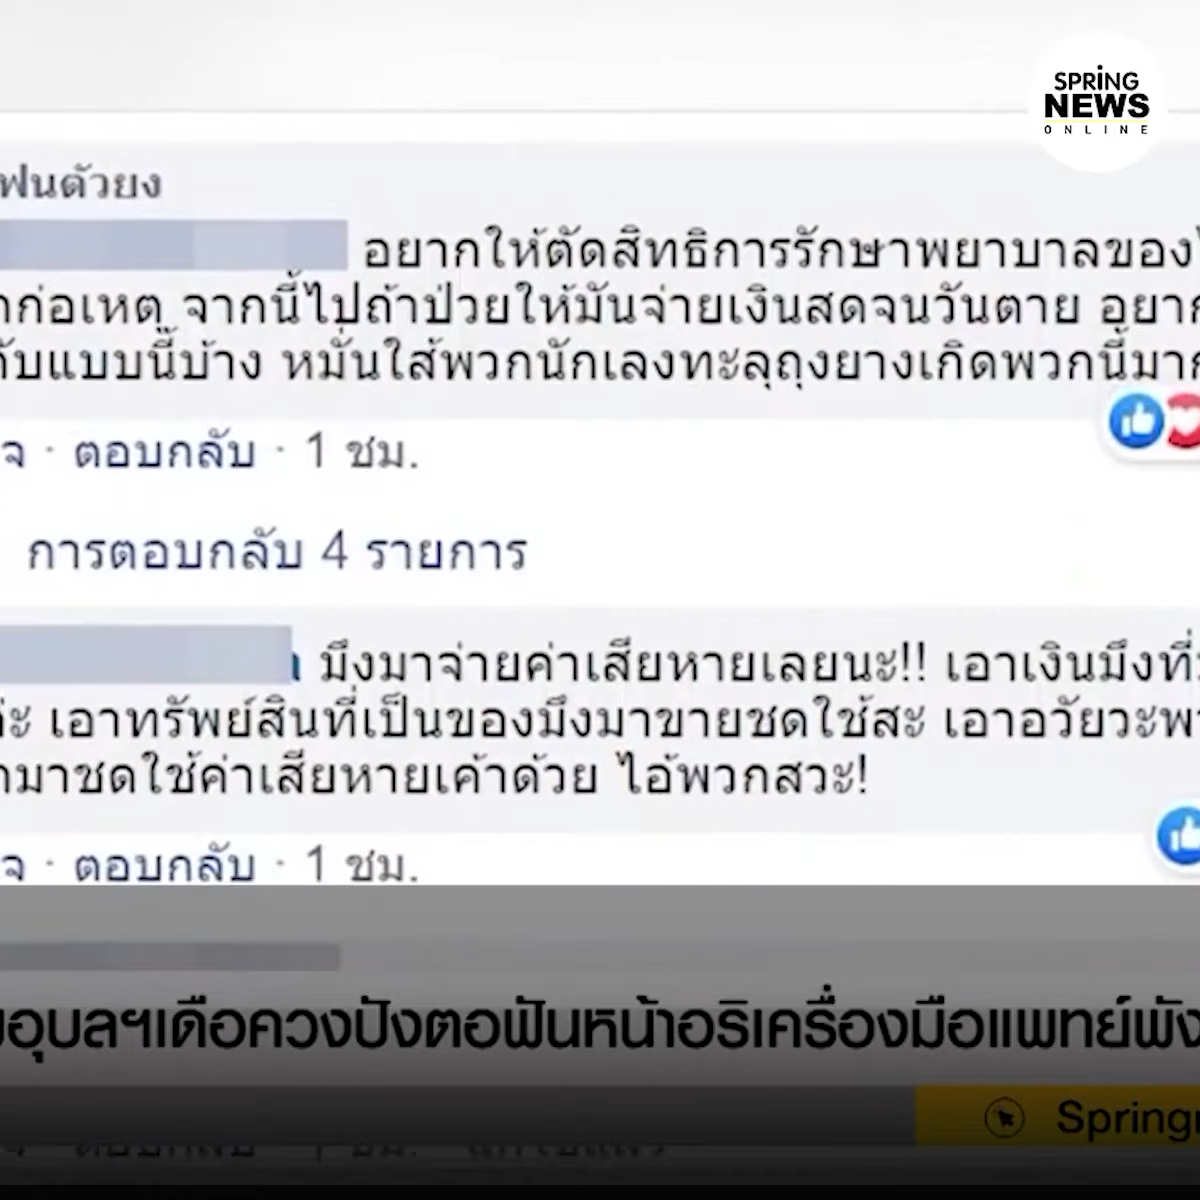 SPRiNG
NEWS
ONLINE
ฟนตัวยง
อยากให้ตัดสิทธิการรักษาพยาบาลของ
ก่อเหตุ จากนี้ไปถ้าป่วยให้มันจ่ายเงินสดจนวันตาย
กับแบบนี้บ้าง หมั่นใส้พวกนักเลงทะลุถุงยางเกิดพวกนี้
ตอบกลับ · 1 ชม.
การตอบกลับ 4 รายการ
มึงมาจ่ายค่าเสียหายเลยนะ!! เอาเงินมึงที่
เอาทรัพย์สินที่เป็นของมึงมาขายชดใช้สะ เอาอวัยวะ
มาชดใช้ค่าเสียหายเค้าด้วย ไอ้พวกสวะ!
ตอบกลับ · 1 ชม.
อุบลฯเดือดควงปังตอฟันหน้าอริเครื่องมือแพทย์พัง
Spring